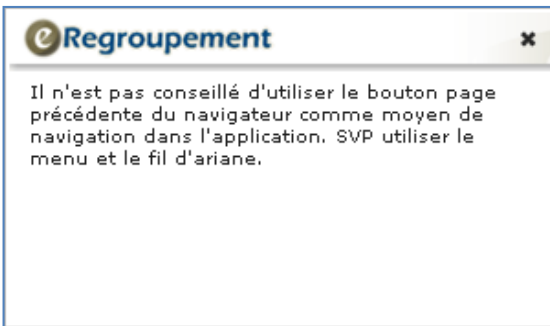 eRegroupement ×
Il n'est pas conseillé d'utiliser le bouton page
précédente du navigateur comme moyen de
navigation dans l'application. SVP utiliser le
menu et le fil d'ariane.